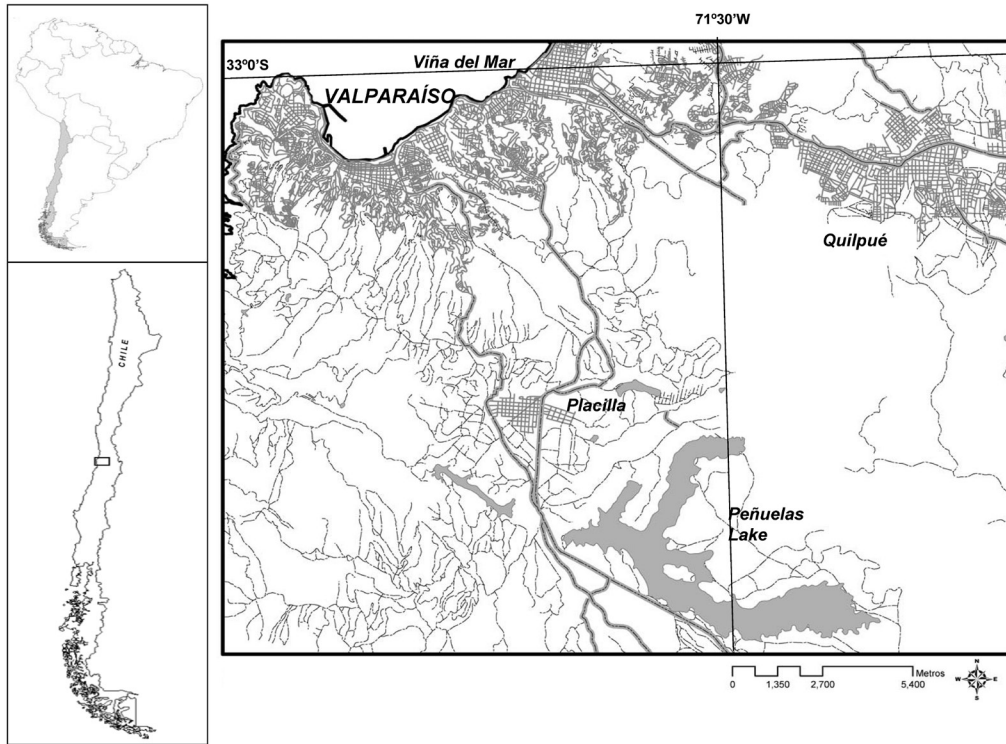 71º30'W
33º0'S
Viña del Mar
VALPARAÍSO
Quilpué
CHILE
Placilla
Peñuelas
Lake
Metros
0 1,350 2,700 5,400
N
W E
S